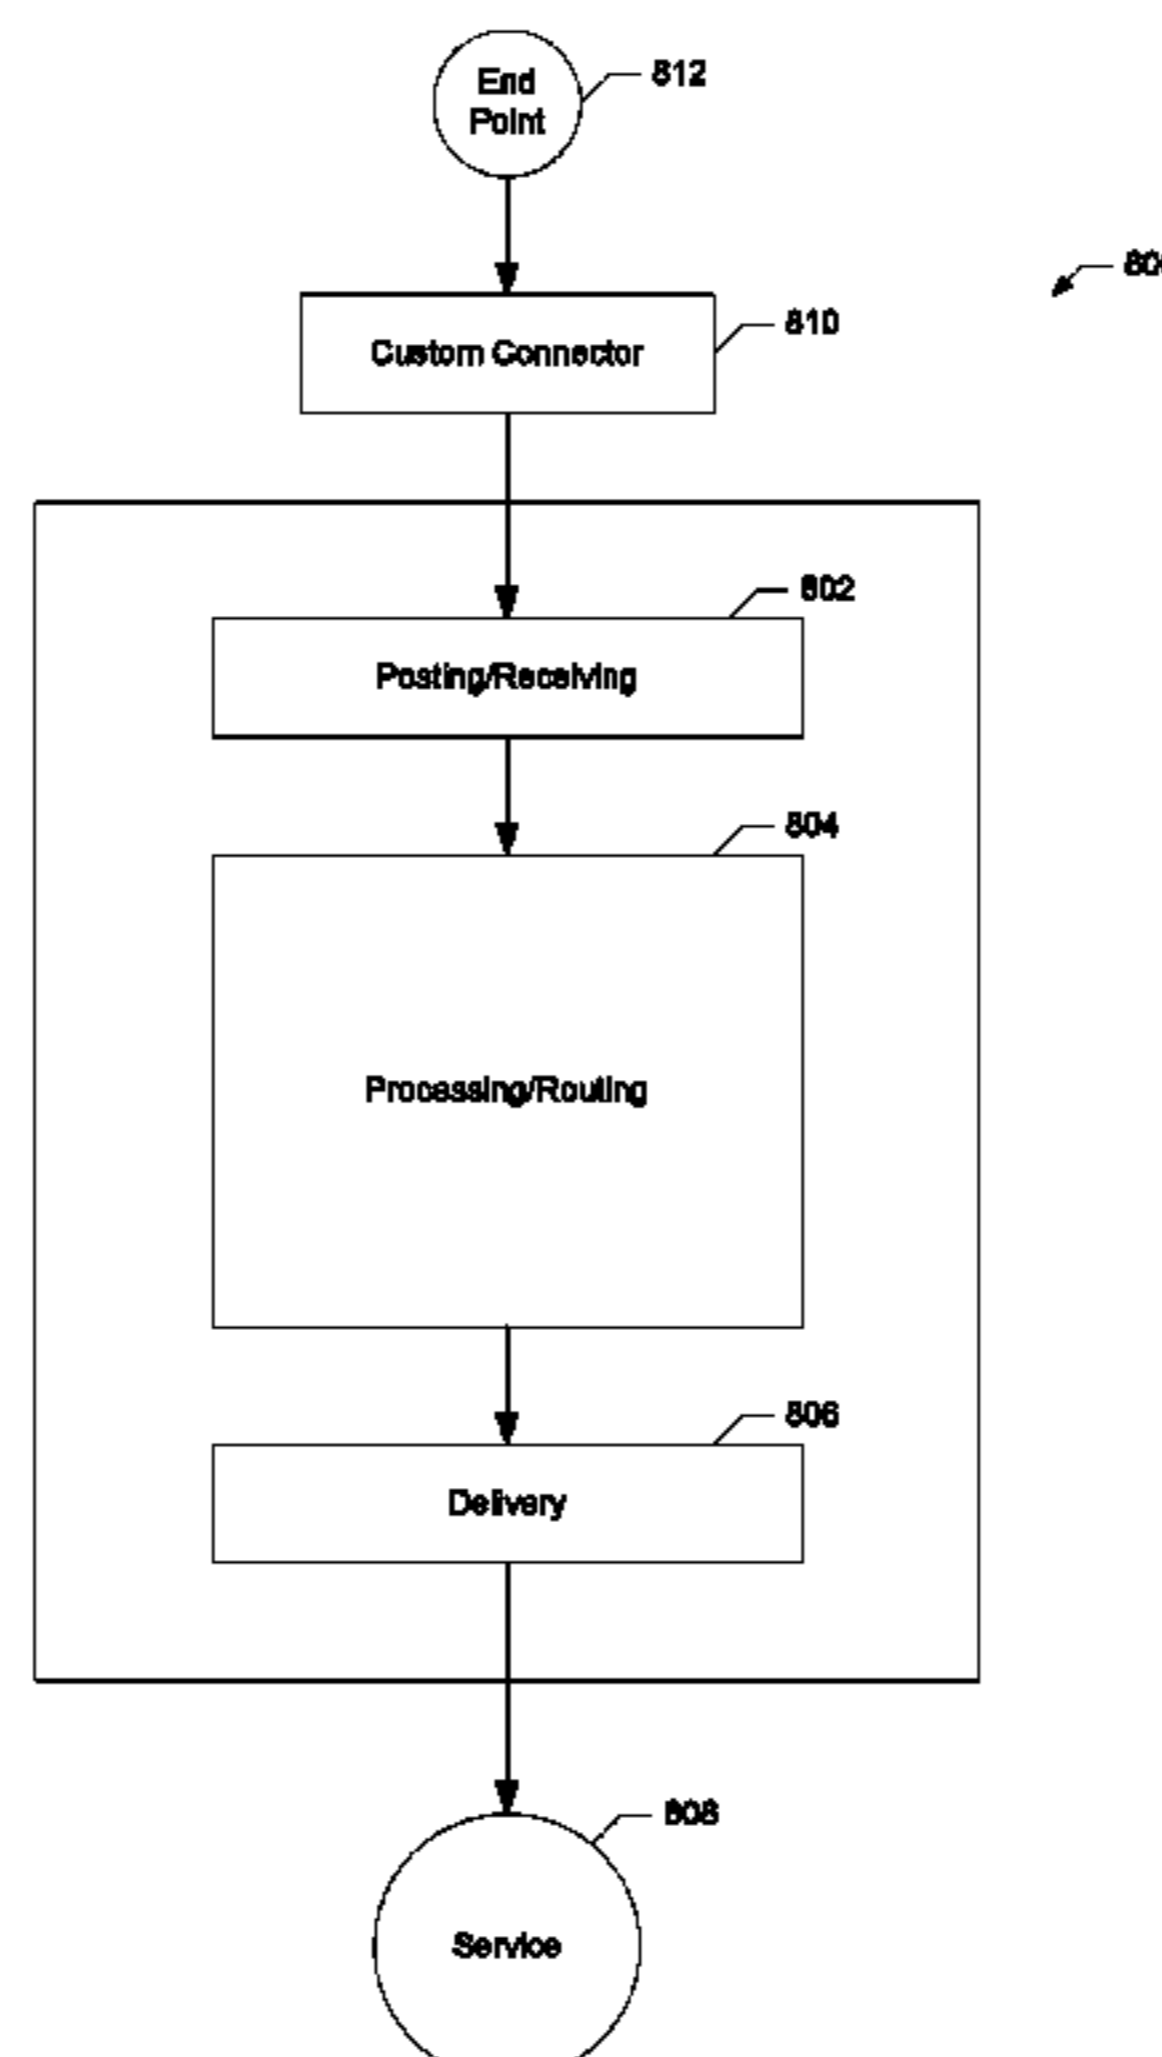 End
Point
812
810
Custom Connector
802
Posting/Receiving
804
Processing/Routing
806
Delivery
808
Service